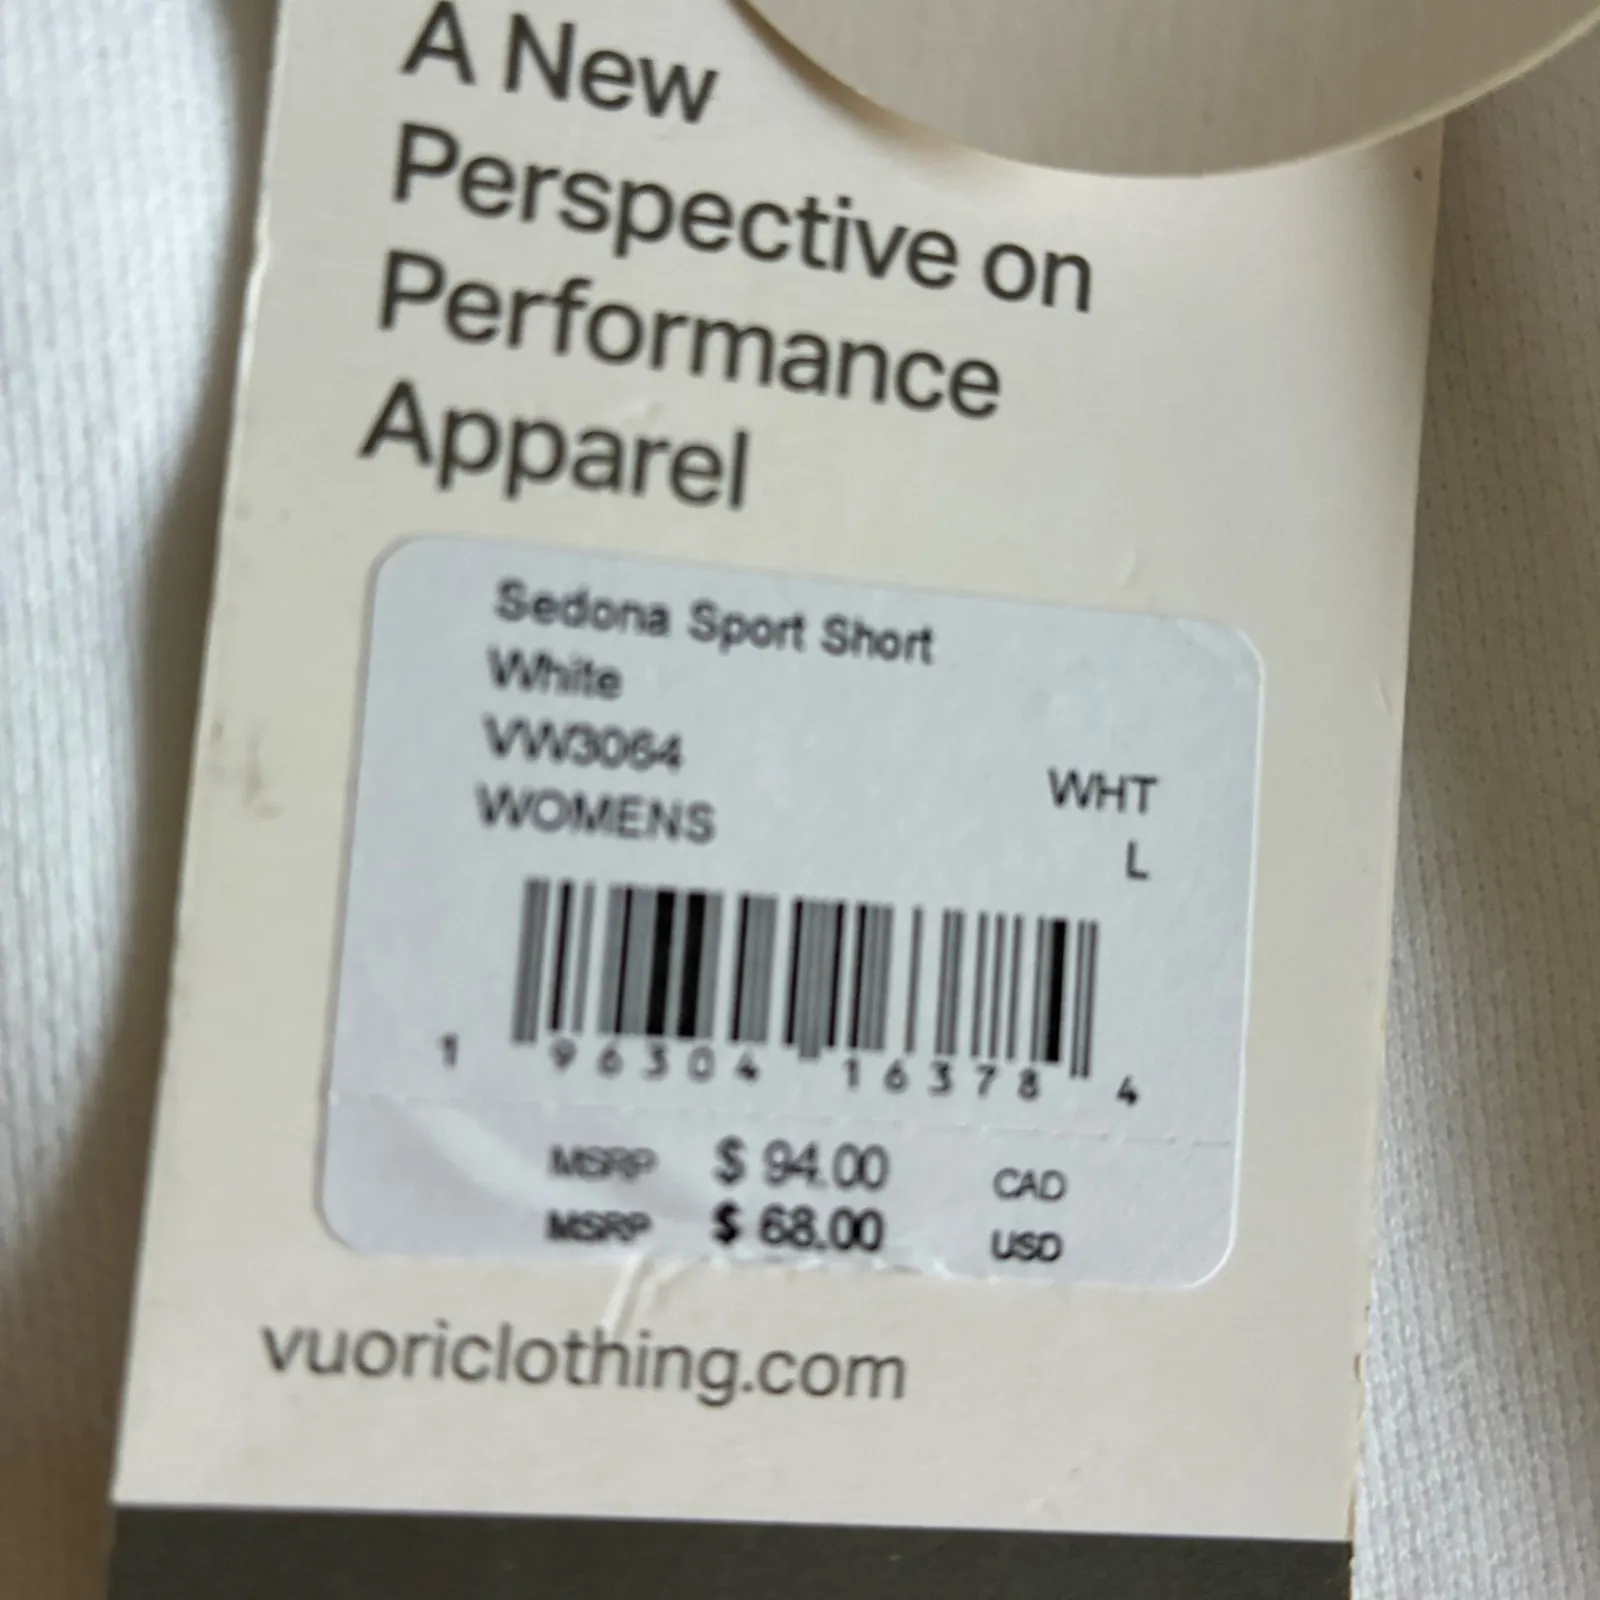 A New
Perspective on
Performance
Apparel
Sedona Sport Short
White
VW3064
WOMENS
WHT
L
1 96304 16378 4
MSRP $ 94.00 CAD
MSRP $ 68.00 USD
vuoriclothing.com